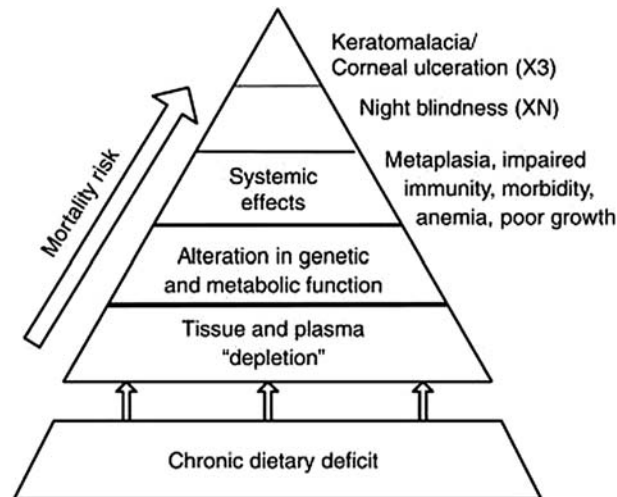 Keratomalacia/
Corneal ulceration (X3)
Night blindness (XN)
Metaplasia, impaired
immunity, morbidity,
anemia, poor growth
Mortality risk
Systemic
effects
Alteration in genetic
and metabolic function
Tissue and plasma
“depletion”
Chronic dietary deficit